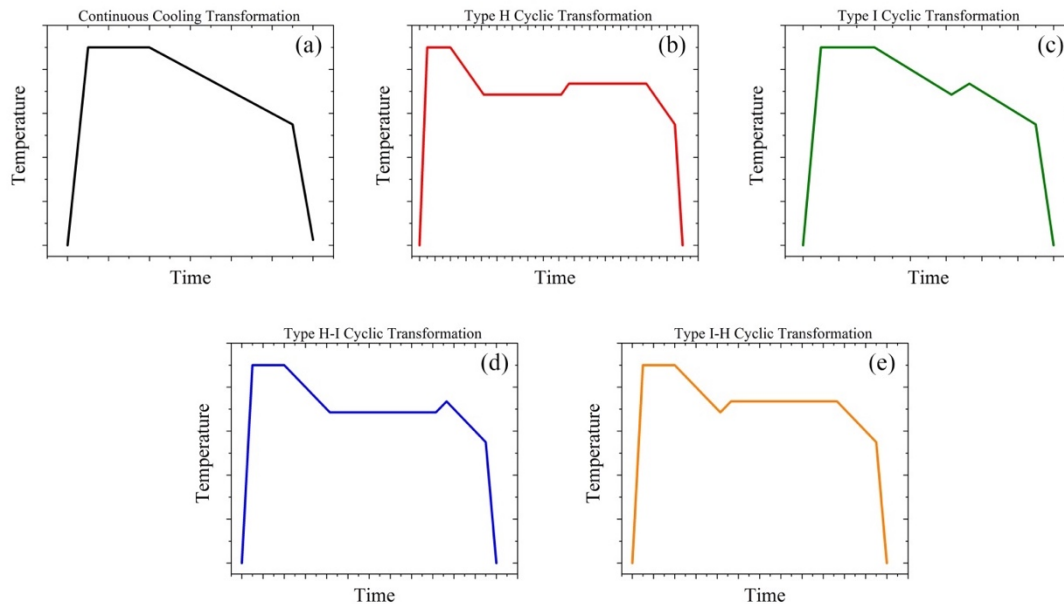 Continuous Cooling Transformation
(a)
Temperature
Time
Type H Cyclic Transformation
(b)
Temperature
Time
Type I Cyclic Transformation
(c)
Temperature
Time
Type H-I Cyclic Transformation
(d)
Temperature
Time
Type I-H Cyclic Transformation
(e)
Temperature
Time